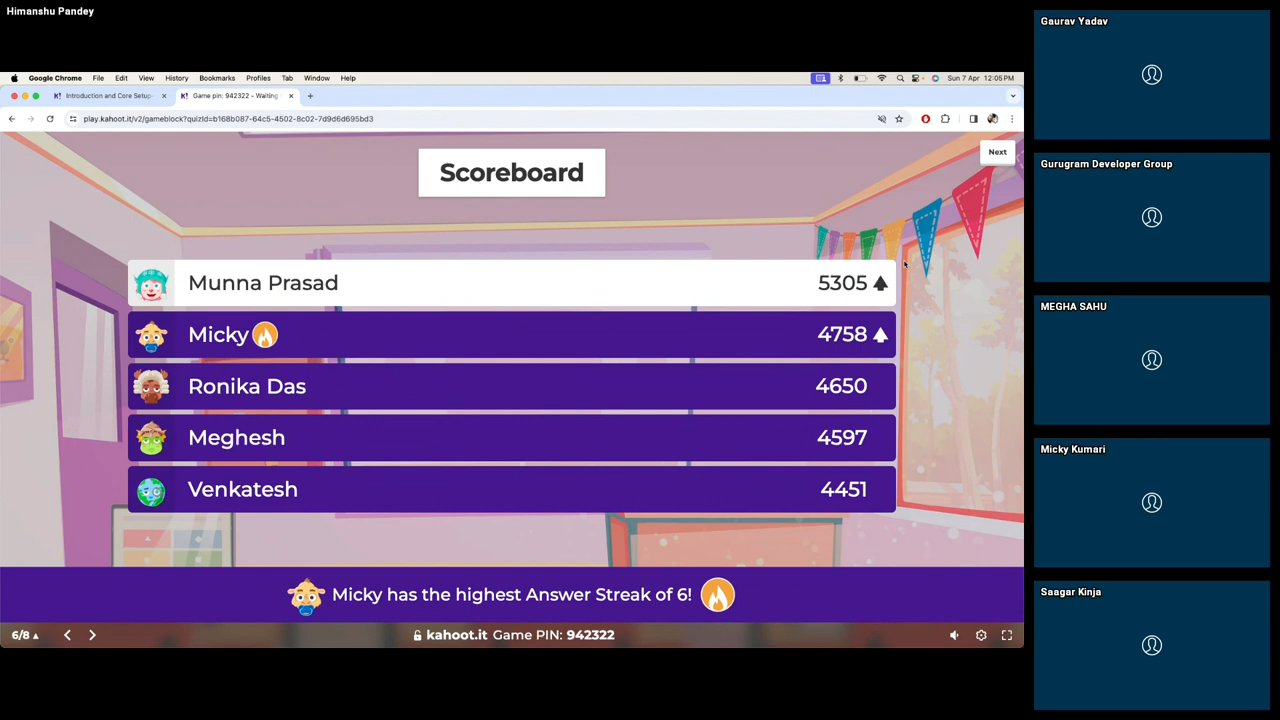 Himanshu Pandey
Google Chrome File Edit View History Bookmarks Profiles Tab Window Help
Sun 7 Apr 12:05 PM
Introduction and Core Setup
Game pin: 942322 - Waiting
play.kahoot.it/v2/gameblock?quizId=b168b087-64c5-4502-8c02-7d9d6d695bd3
Next
Scoreboard
Munna Prasad 5305
Micky 4758
Ronika Das 4650
Meghesh 4597
Venkatesh 4451
Micky has the highest Answer Streak of 6!
6/8
kahoot.it Game PIN: 942322
Gaurav Yadav
Gurugram Developer Group
MEGHA SAHU
Micky Kumari
Saagar Kinja